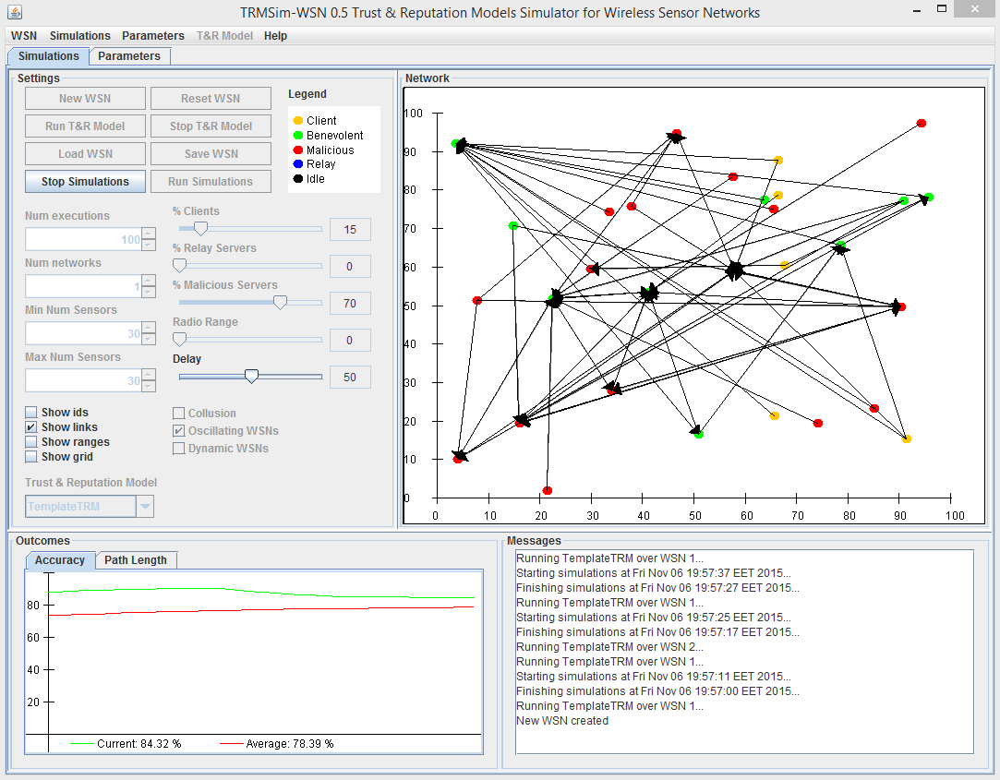 TRMSim-WSN 0.5 Trust & Reputation Models Simulator for Wireless Sensor Networks
WSN Simulations Parameters T&R Model Help
Simulations Parameters
Settings
New WSN Reset WSN
Run T&R Model Stop T&R Model
Load WSN Save WSN
Stop Simulations Run Simulations
Legend
Client
Benevolent
Malicious
Relay
Idle
Num executions
100
Num networks
1
Min Num Sensors
30
Max Num Sensors
30
% Clients
15
% Relay Servers
0
% Malicious Servers
70
Radio Range
0
Delay
50
Show ids
Show links
Show ranges
Show grid
Collusion
Oscillating WSNs
Dynamic WSNs
Trust & Reputation Model
TemplateTRM
Network
100
90
80
70
60
50
40
30
20
10
0
0 10 20 30 40 50 60 70 80 90 100
Outcomes
Accuracy Path Length
80
60
40
20
Current: 84.32 % Average: 78.39 %
Messages
Running TemplateTRM over WSN 1...
Starting simulations at Fri Nov 06 19:57:37 EET 2015...
Finishing simulations at Fri Nov 06 19:57:27 EET 2015...
Running TemplateTRM over WSN 1...
Starting simulations at Fri Nov 06 19:57:25 EET 2015...
Finishing simulations at Fri Nov 06 19:57:17 EET 2015...
Running TemplateTRM over WSN 2...
Running TemplateTRM over WSN 1...
Starting simulations at Fri Nov 06 19:57:11 EET 2015...
Finishing simulations at Fri Nov 06 19:57:00 EET 2015...
Running TemplateTRM over WSN 1...
New WSN created